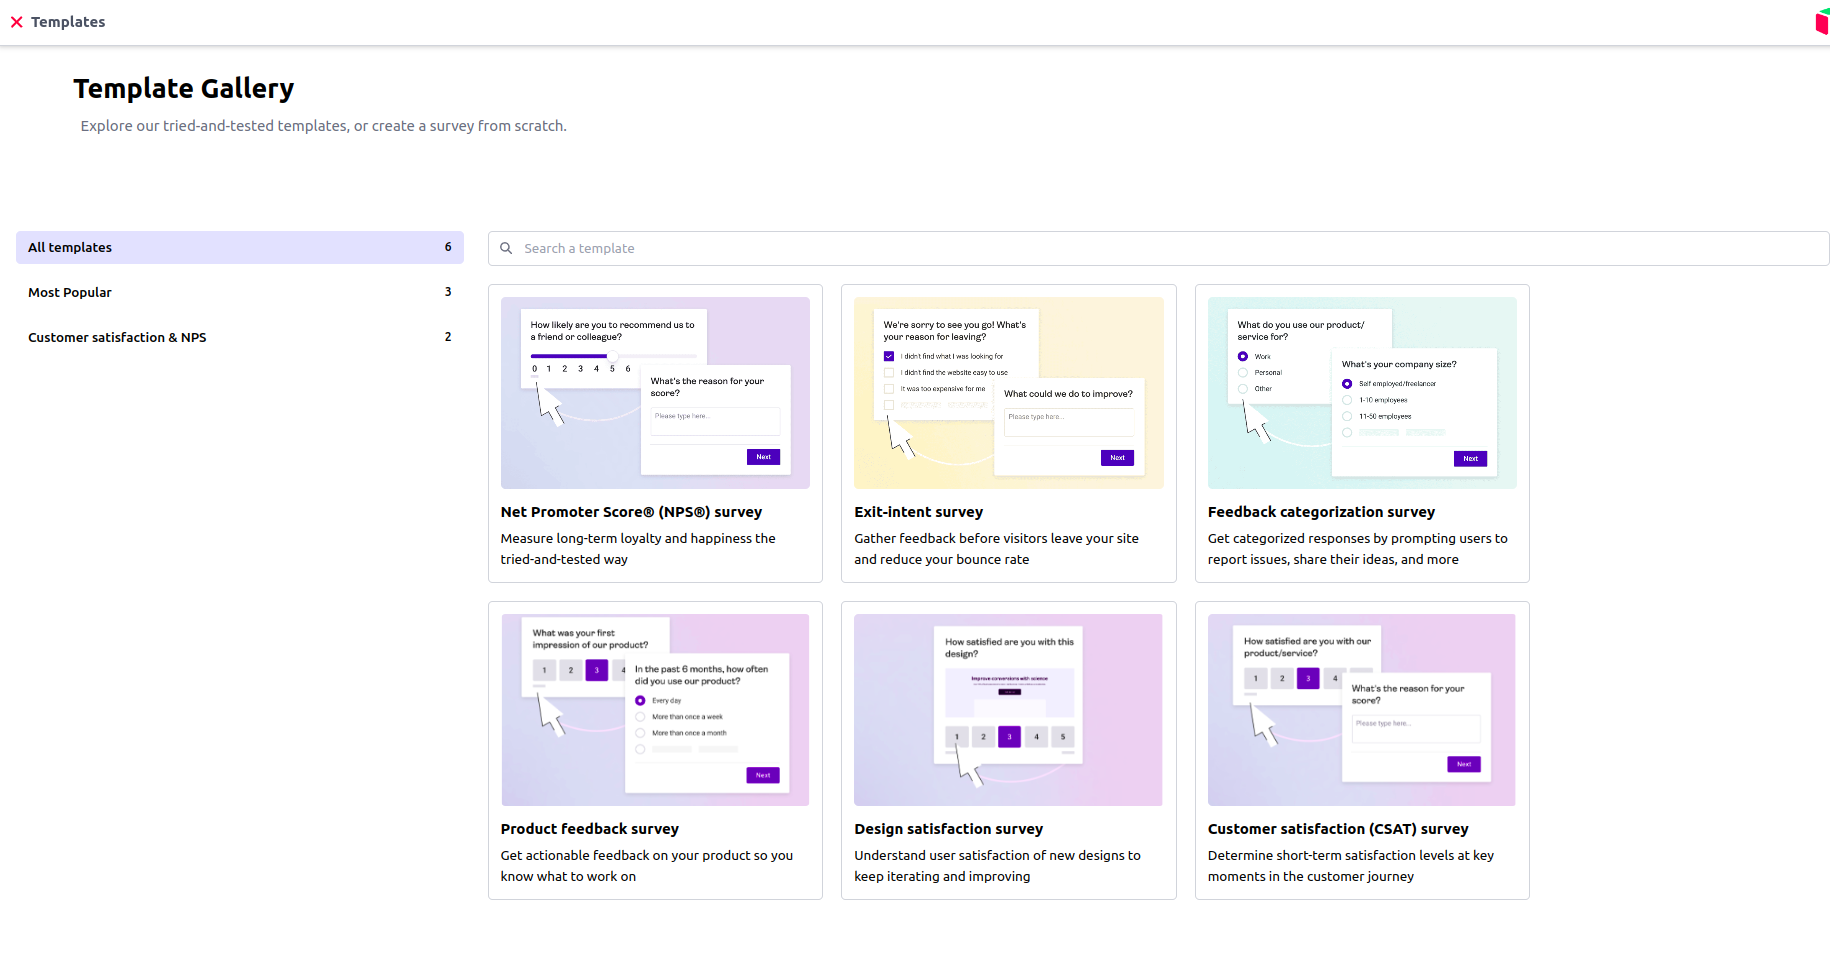 Templates
Template Gallery
Explore our tried-and-tested templates, or create a survey from scratch.
All templates 6
Most Popular 3
Customer satisfaction & NPS 2
Search a template
How likely are you to recommend us to
a friend or colleague?
0 1 2 3 4 5 6
What's the reason for your
score?
Please type here...
Next
Net Promoter Score® (NPS®) survey
Measure long-term loyalty and happiness the
tried-and-tested way
We're sorry to see you go! What's
your reason for leaving?
I didn't find what I was looking for
I didn't find the website easy to use
It was too expensive for me
What could we do to improve?
Please type here...
Next
Exit-intent survey
Gather feedback before visitors leave your site
and reduce your bounce rate
What do you use our product/
service for?
Work
Personal
Other
What's your company size?
Self employed/freelancer
1-10 employees
11-50 employees
Next
Feedback categorization survey
Get categorized responses by prompting users to
report issues, share their ideas, and more
What was your first
impression of our product?
1 2 3 4
In the past 6 months, how often
did you use our product?
Every day
More than once a week
More than once a month
Next
Product feedback survey
Get actionable feedback on your product so you
know what to work on
How satisfied are you with this
design?
Improve conversions with science
1 2 3 4 5
Design satisfaction survey
Understand user satisfaction of new designs to
keep iterating and improving
How satisfied are you with our
product/service?
1 2 3 4
What's the reason for your
score?
Please type here...
Next
Customer satisfaction (CSAT) survey
Determine short-term satisfaction levels at key
moments in the customer journey